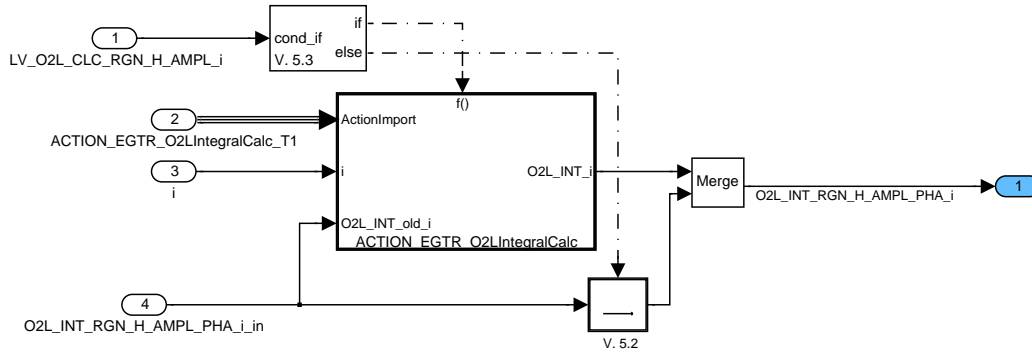 if
1
cond_if
else
LV_O2L_CLC_RGN_H_AMPL_i
V. 5.3
f()
2
ActionImport
ACTION_EGTR_O2LIntegralCalc_T1
3
i
O2L_INT_i
Merge
1
i
O2L_INT_RGN_H_AMPL_PHA_i
O2L_INT_old_i
ACTION_EGTR_O2LIntegralCalc
4
O2L_INT_RGN_H_AMPL_PHA_i_in
V. 5.2